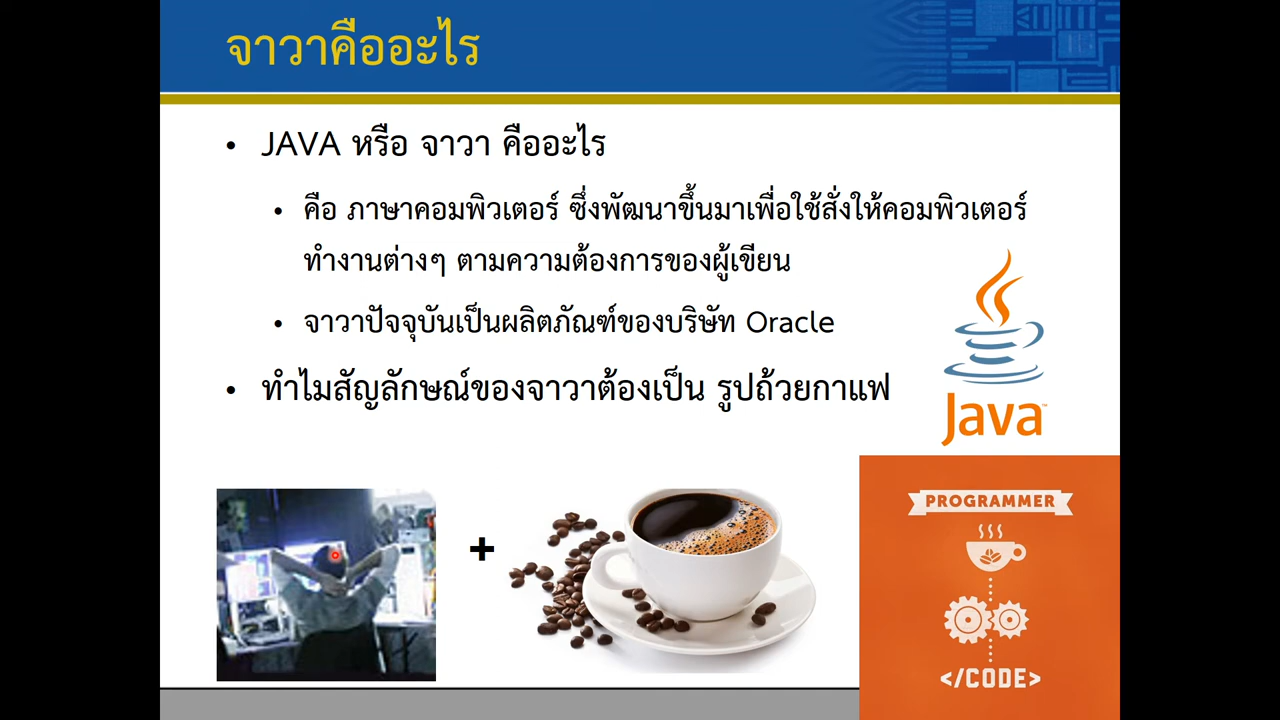 จาวาคืออะไร
• JAVA หรือ จาวา คืออะไร
• คือ ภาษาคอมพิวเตอร์ ซึ่งพัฒนาขึ้นมาเพื่อใช้สั่งให้คอมพิวเตอร์
ทำงานต่างๆ ตามความต้องการของผู้เขียน
• จาวาปัจจุบันเป็นผลิตภัณฑ์ของบริษัท Oracle
• ทำไมสัญลักษณ์ของจาวาต้องเป็น รูปถ้วยกาแฟ
Java™
+
PROGRAMMER
</CODE>